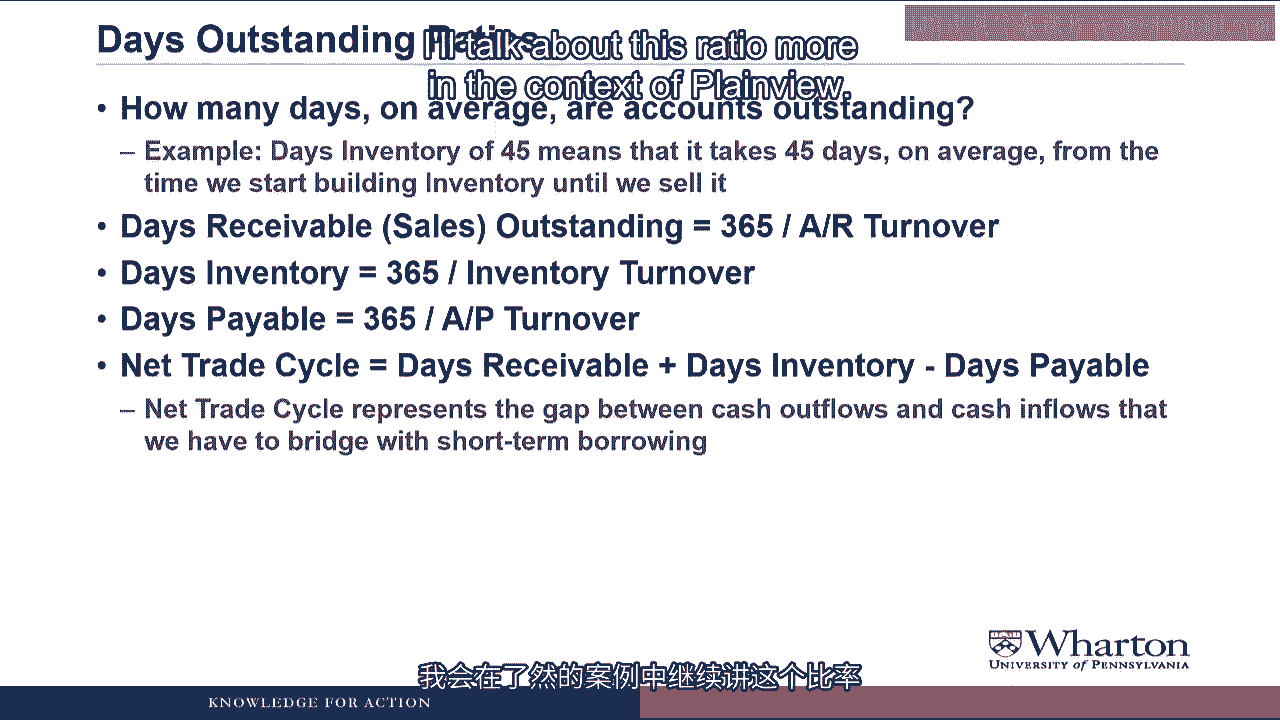 Days Outstanding Ratios
I'll talk about this ratio more
in the context of Plainview.
• How many days, on average, are accounts outstanding?
– Example: Days Inventory of 45 means that it takes 45 days, on average, from the
time we start building Inventory until we sell it
• Days Receivable (Sales) Outstanding = 365 / A/R Turnover
• Days Inventory = 365 / Inventory Turnover
• Days Payable = 365 / A/P Turnover
• Net Trade Cycle = Days Receivable + Days Inventory - Days Payable
– Net Trade Cycle represents the gap between cash outflows and cash inflows that
we have to bridge with short-term borrowing
Wharton
UNIVERSITY of PENNSYLVANIA
我会在了然的案例中继续讲这个比率
KNOWLEDGE FOR ACTION